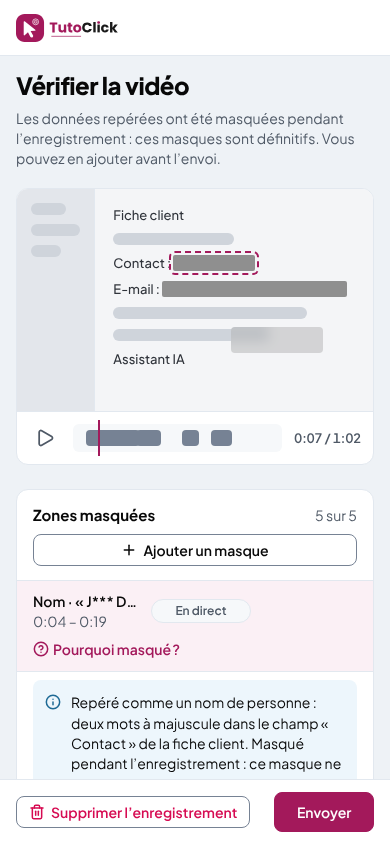 TutoClick
Vérifier la vidéo
Les données repérées ont été masquées pendant
l'enregistrement : ces masques sont définitifs. Vous
pouvez en ajouter avant l'envoi.
Fiche client
Contact :
E-mail :
Assistant IA
0:07 / 1:02
Zones masquées
5 sur 5
+ Ajouter un masque
Nom · « J*** D…
En direct
0:04 – 0:19
Pourquoi masqué ?
Repéré comme un nom de personne :
deux mots à majuscule dans le champ «
Contact » de la fiche client. Masqué
pendant l'enregistrement : ce masque ne
Supprimer l'enregistrement
Envoyer